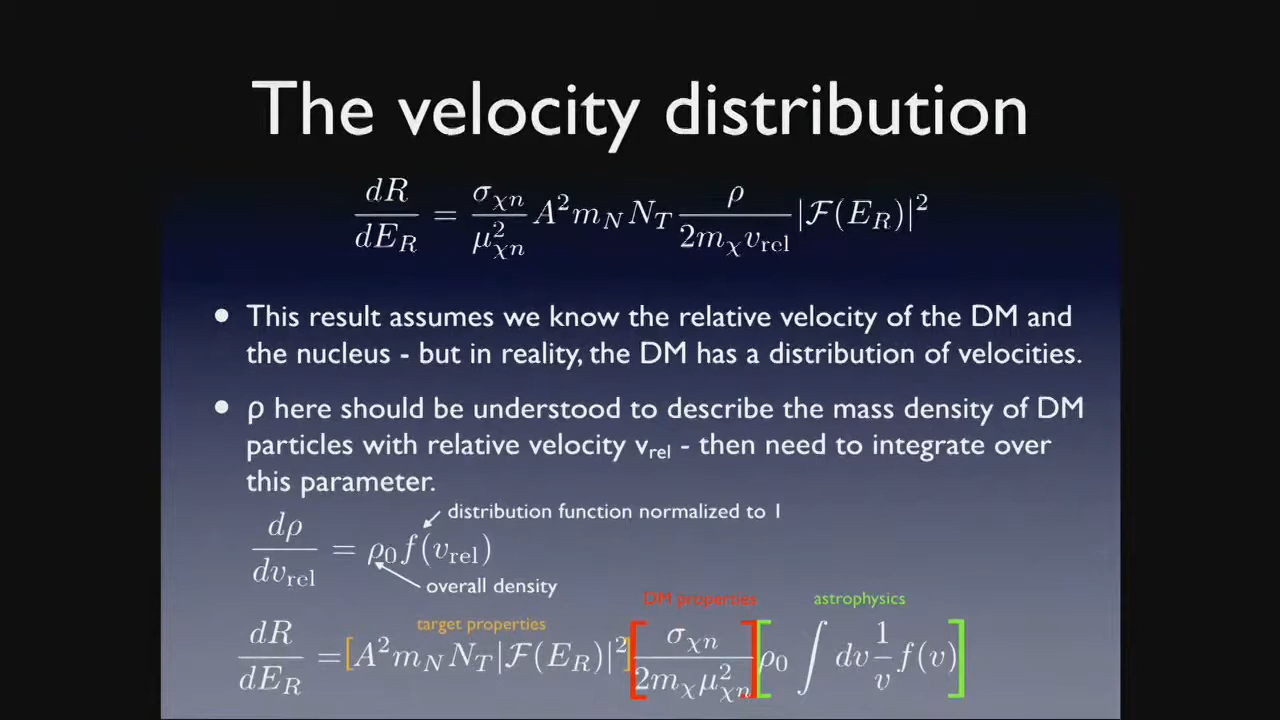 The velocity distribution
dR/dE_R = σ_χn/μ²_χn A² m_N N_T ρ/(2m_χ v_rel) |ℱ(E_R)|²
• This result assumes we know the relative velocity of the DM and
the nucleus - but in reality, the DM has a distribution of velocities.
• ρ here should be understood to describe the mass density of DM
particles with relative velocity v_rel - then need to integrate over
this parameter.
distribution function normalized to 1
dρ/dv_rel = ρ₀ f(v_rel)
overall density
DM properties
astrophysics
target properties
dR/dE_R = [A² m_N N_T |ℱ(E_R)|²] [σ_χn/(2m_χ μ²_χn)] [ρ₀ ∫ dv 1/v f(v)]